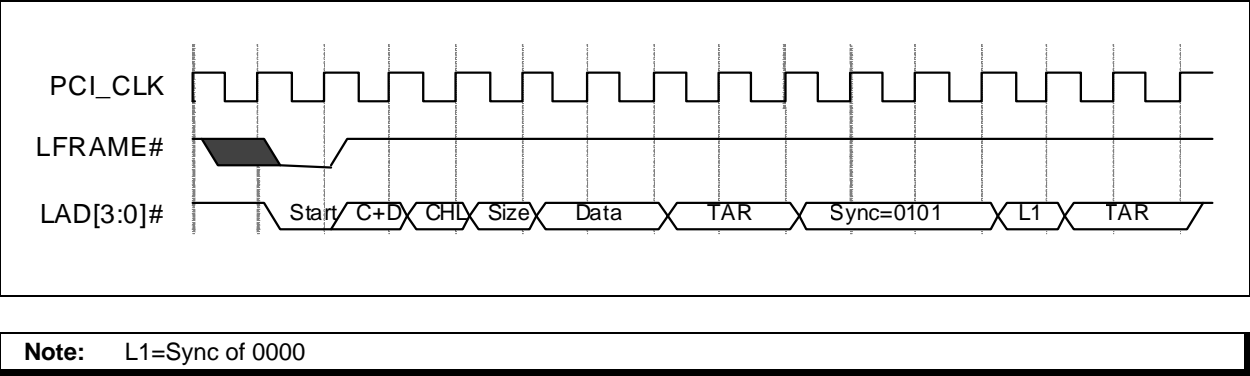 PCI_CLK
LFRAME#
LAD[3:0]# Start C+D CHL Size Data TAR Sync=0101 L1 TAR
Note: L1=Sync of 0000